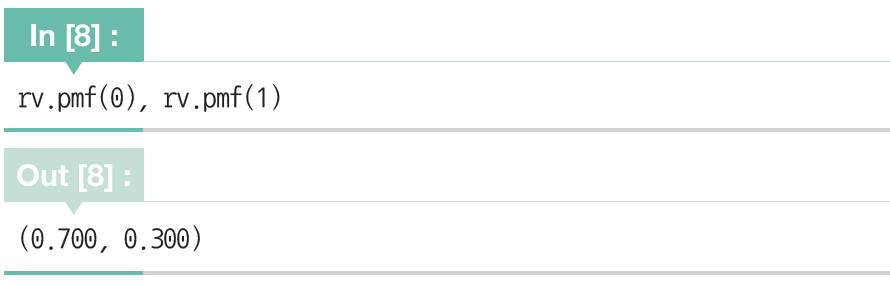 In [8] :
rv.pmf(0), rv.pmf(1)
Out [8] :
(0.700, 0.300)